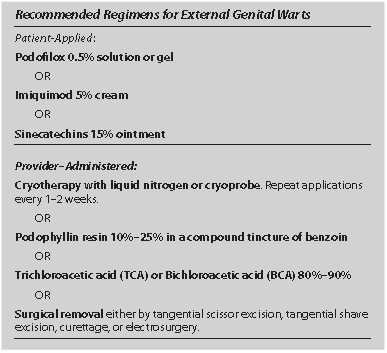 Recommended Regimens for External Genital Warts
Patient-Applied:
Podofilox 0.5% solution or gel
OR
Imiquimod 5% cream
OR
Sinecatechins 15% ointment
Provider–Administered:
Cryotherapy with liquid nitrogen or cryoprobe. Repeat applications
every 1–2 weeks.
OR
Podophyllin resin 10%–25% in a compound tincture of benzoin
OR
Trichloroacetic acid (TCA) or Bichloroacetic acid (BCA) 80%–90%
OR
Surgical removal either by tangential scissor excision, tangential shave
excision, curettage, or electrosurgery.